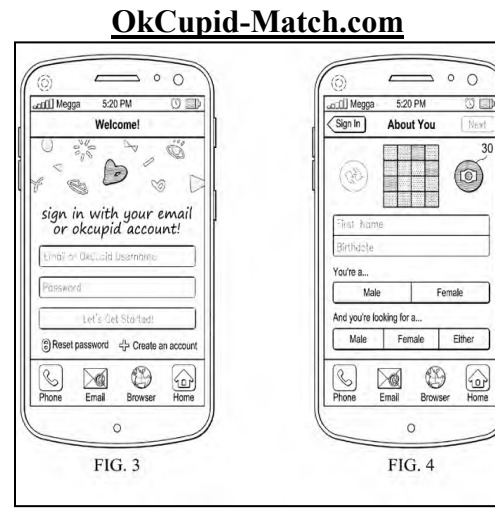 OkCupid-Match.com
Megga 5:20 PM
Welcome!
sign in with your email
or okcupid account!
Email or OkCupid Username
Password
Let's Get Started!
Reset password Create an account
Phone Email Browser Home
FIG. 3
Megga 5:20 PM
Sign In About You Next
30
First Name
Birthdate
You're a...
Male Female
And you're looking for a...
Male Female Either
Phone Email Browser Home
FIG. 4